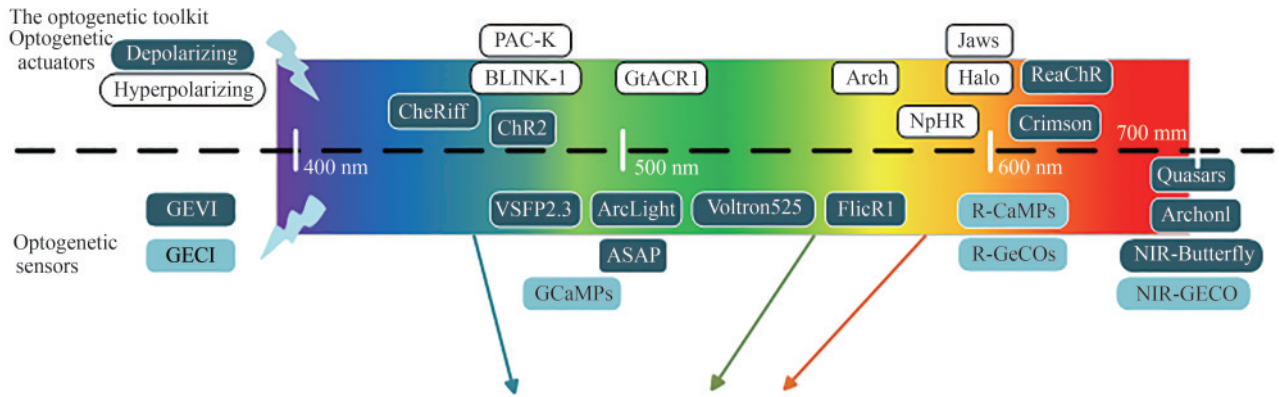 The optogenetic toolkit
Optogenetic
actuators
Depolarizing
Hyperpolarizing
PAC-K
BLINK-1
GtACR1
Arch
Jaws
Halo
ReaChR
CheRiff
ChR2
NpHR
Crimson
400 nm
500 nm
600 nm
700 mm
Optogenetic
sensors
GEVI
GECI
VSFP2.3
ArcLight
Voltron525
FlicR1
R-CaMPs
Quasars
Archonl
ASAP
R-GeCOs
NIR-Butterfly
GCaMPs
NIR-GECO